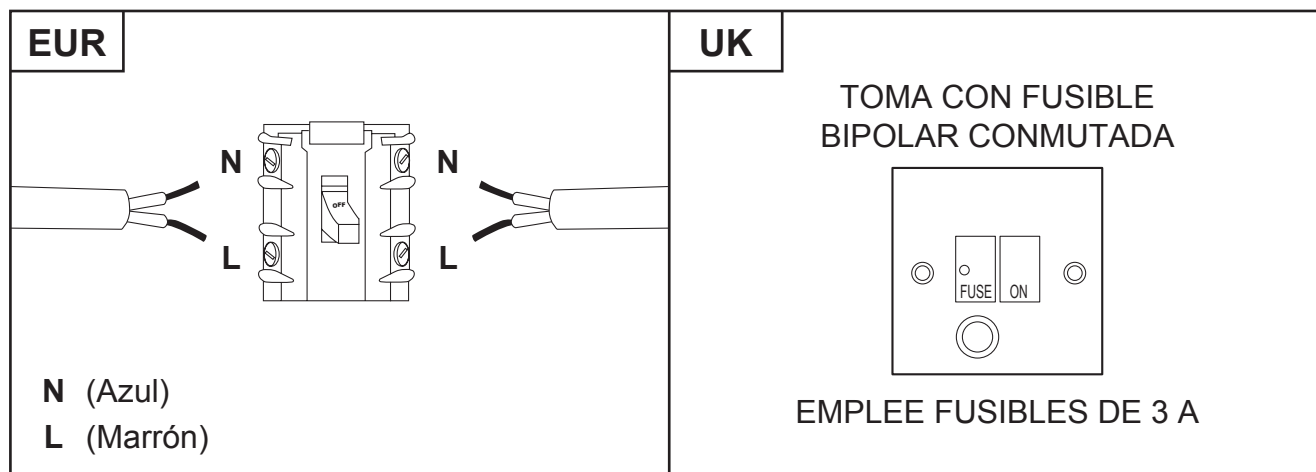 EUR
N
N
OFF
L
L
N (Azul)
L (Marrón)
UK
TOMA CON FUSIBLE
BIPOLAR CONMUTADA
FUSE
ON
EMPLEE FUSIBLES DE 3 A